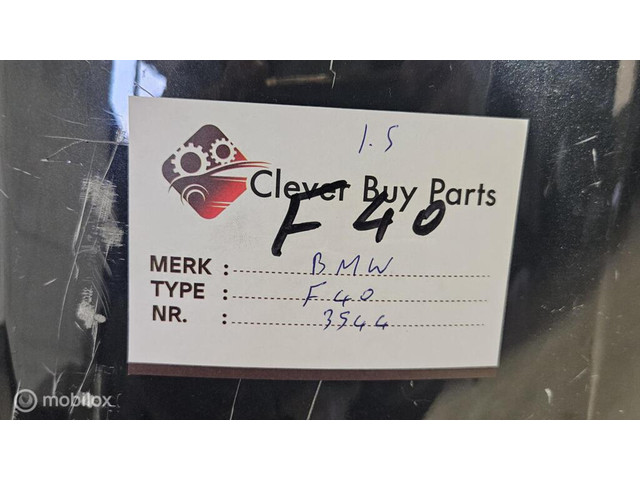 1.5
Clever Buy Parts
F40
MERK : BMW
TYPE : F40
NR. : 3544
mobilox